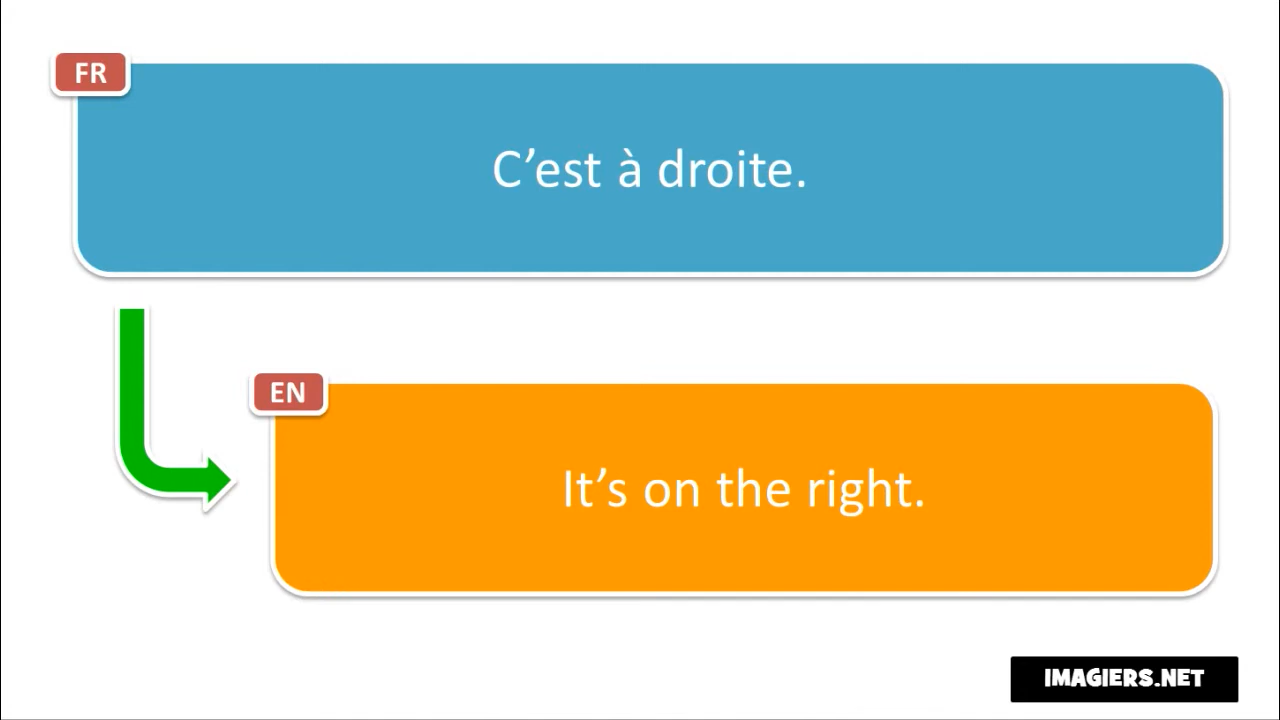 FR
C’est à droite.
EN
It’s on the right.
IMAGIERS.NET